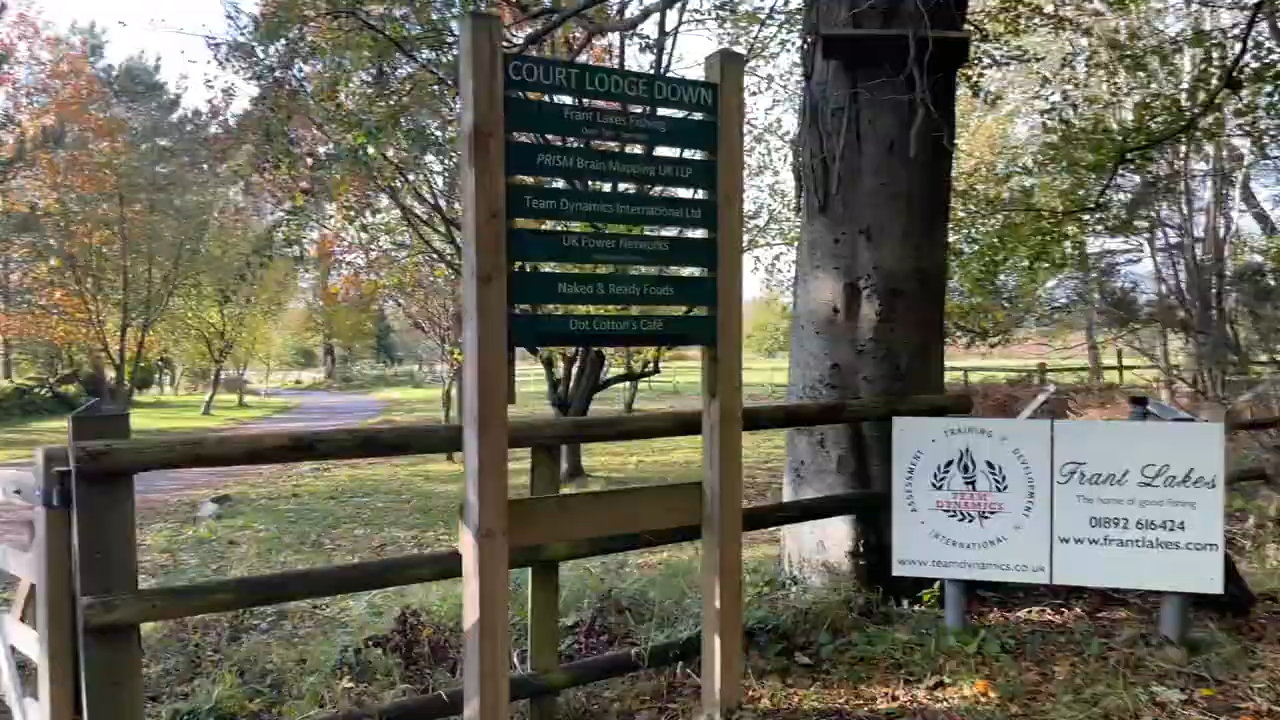 COURT LODGE DOWN
Frant Lakes Fishing
PRISM Brain Mapping UK LLP
Team Dynamics International Ltd
UK Power Networks
Naked & Ready Foods
Dot Cotton's Café
TRAINING
ASSESSMENT
DEVELOPMENT
TEAM
DYNAMICS
INTERNATIONAL
www.teamdynamics.co.uk
Frant Lakes
The home of good fishing
01892 616424
www.frantlakes.com